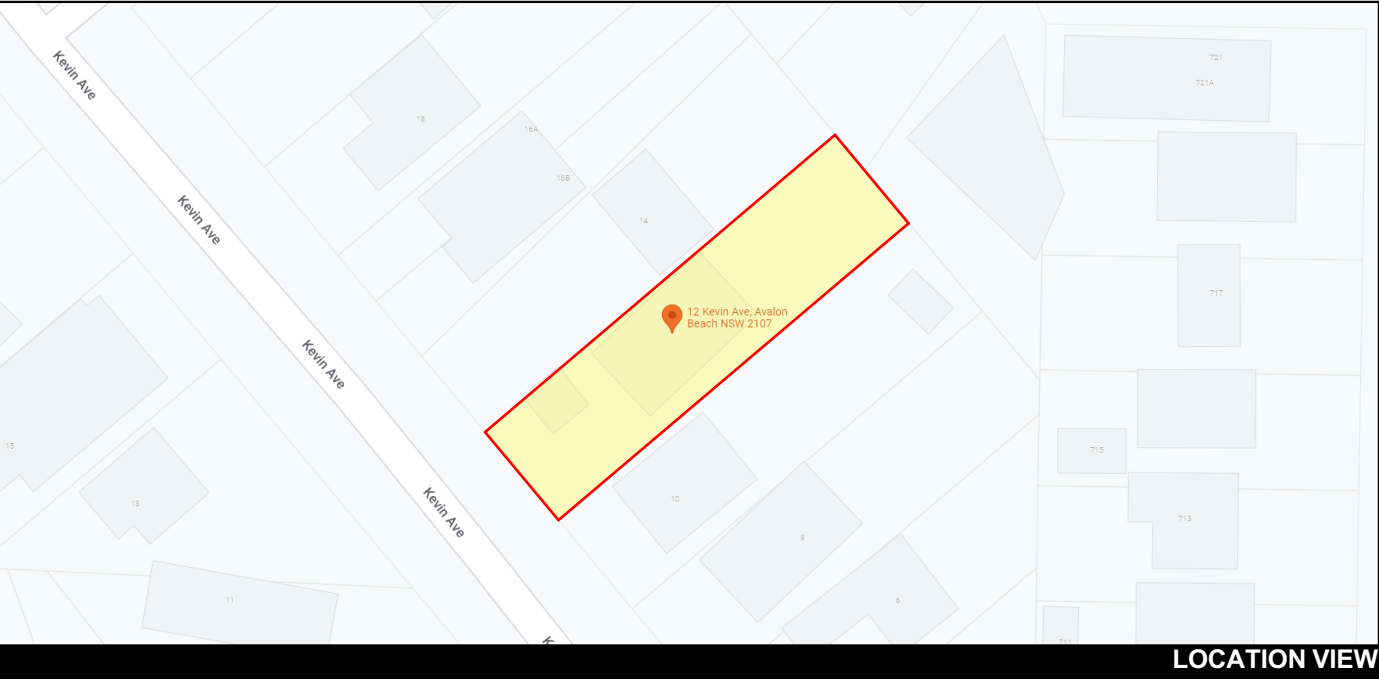 Kevin Ave
721
721A
18
16A
16B
Kevin Ave
14
717
12 Kevin Ave, Avalon
Beach NSW 2107
Kevin Ave
15
715
10
13
Kevin Ave
713
8
6
11
711
K
LOCATION VIEW